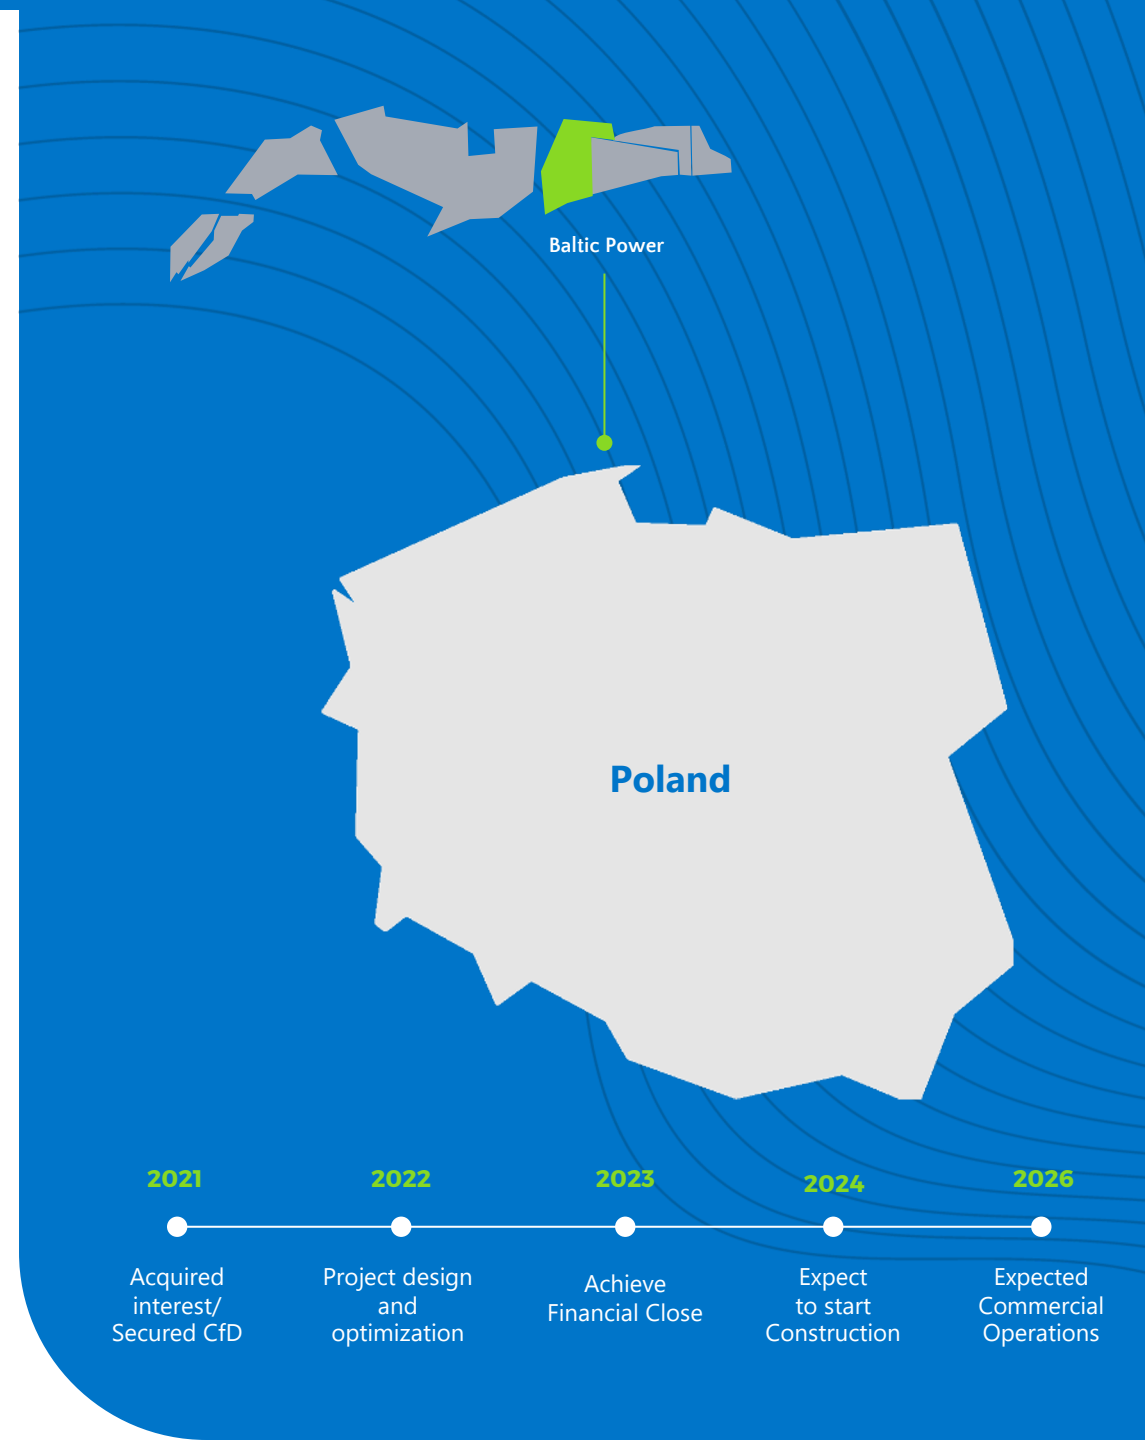 Baltic Power
Poland
2021
2022
2023
2024
2026
Acquired
interest/
Secured CfD
Project design
and
optimization
Achieve
Financial Close
Expect
to start
Construction
Expected
Commercial
Operations